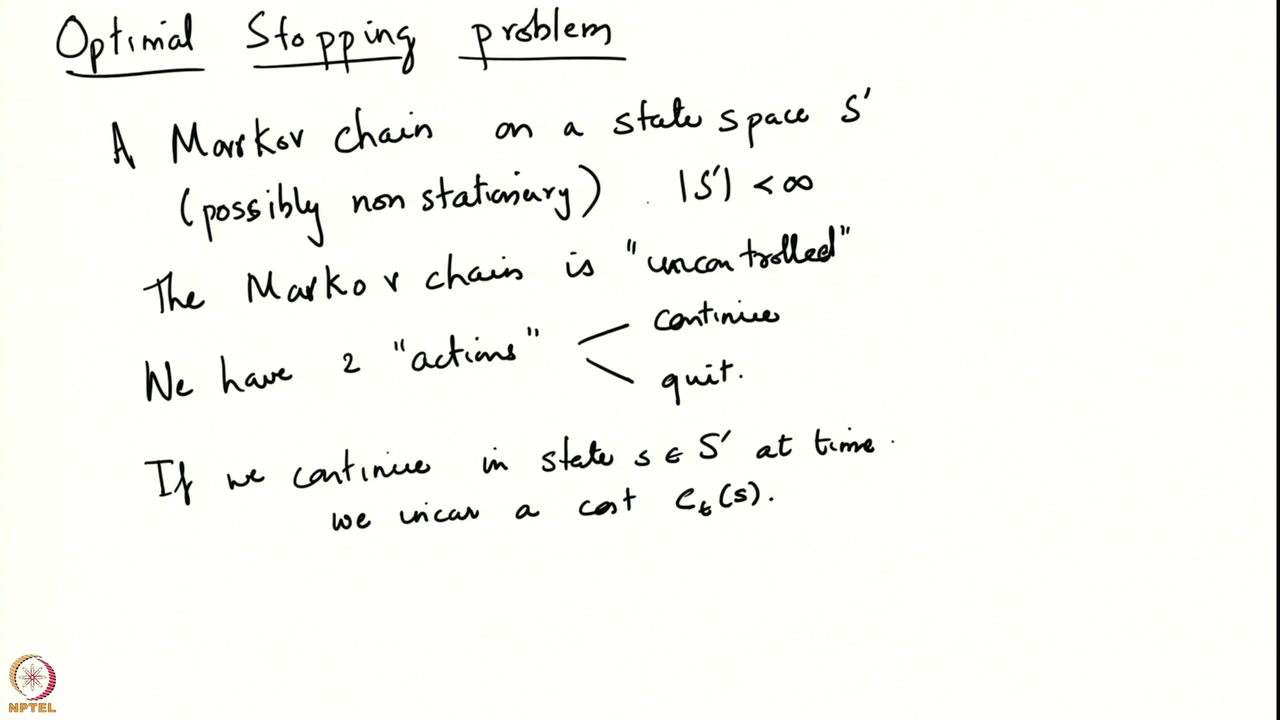 Optimal Stopping problem
A Markov chain on a state space S'
(possibly non stationary) |S'| < ∞
The Markov chain is "uncontrolled"
We have 2 "actions" continue
quit.
If we continue in state s ∈ S' at time
we incur a cost C_t(s).
NPTEL